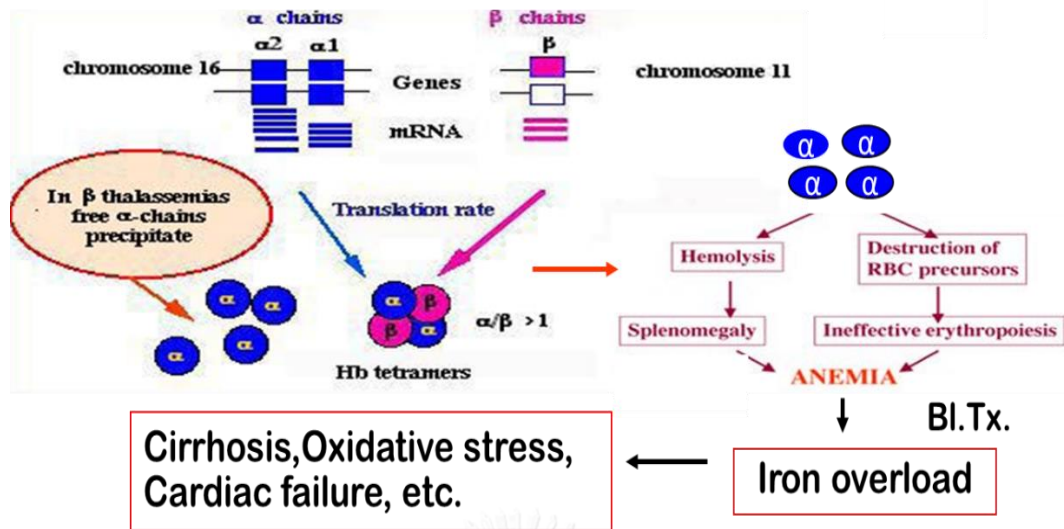 α chains
β chains
α2 α1
β
chromosome 16
chromosome 11
Genes
mRNA
In β thalassemias
free α-chains
precipitate
Translation rate
α
α
α
α
α
β
β
α
α/β >1
Hb tetramers
α
α
α
α
Hemolysis
Destruction of
RBC precursors
Splenomegaly
Ineffective erythropoiesis
ANEMIA
Bl.Tx.
Iron overload
Cirrhosis,Oxidative stress,
Cardiac failure, etc.